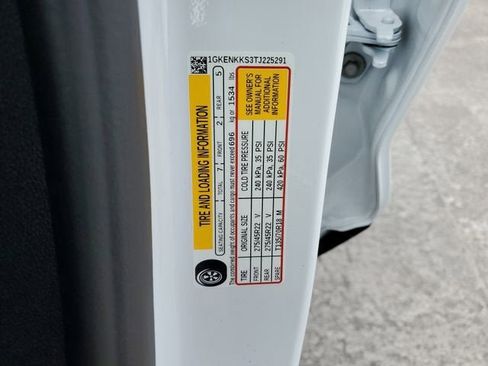 1GKENKKS3TJ225291
TIRE AND LOADING INFORMATION
SEATING CAPACITY TOTAL 7 FRONT 2 REAR 5
The combined weight of occupants and cargo must never exceed 696 kg or 1534 lbs
TIRE ORIGINAL SIZE COLD TIRE PRESSURE
FRONT 275/45R22 V 240 kPa, 35 PSI
REAR 275/45R22 V 240 kPa, 35 PSI
SPARE T135/70R18 M 420 kPa, 60 PSI
SEE OWNER'S
MANUAL FOR
ADDITIONAL
INFORMATION